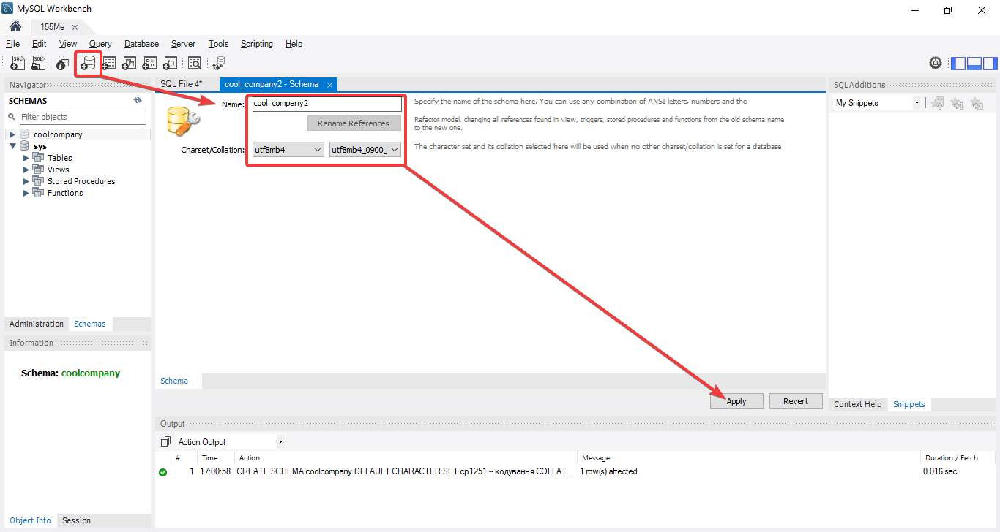 MySQL Workbench
155Me
File Edit View Query Database Server Tools Scripting Help
Navigator
SCHEMAS
Filter objects
coolcompany
sys
Tables
Views
Stored Procedures
Functions
Administration Schemas
Information
Schema: coolcompany
Object Info Session
SQL File 4*
cool_company2 - Schema
Name: cool_company2
Specify the name of the schema here. You can use any combination of ANSI letters, numbers and the
Rename References
Refactor model, changing all references found in view, triggers, stored procedures and functions from the old schema name
to the new one.
Charset/Collation: utf8mb4 utf8mb4_0900_
The character set and its collation selected here will be used when no other charset/collation is set for a database
Schema
Apply Revert
SQLAdditions
My Snippets
Context Help Snippets
Output
Action Output
# Time Action Message Duration / Fetch
1 17:00:58 CREATE SCHEMA coolcompany DEFAULT CHARACTER SET cp1251 -- кодування COLLAT... 1 row(s) affected 0.016 sec